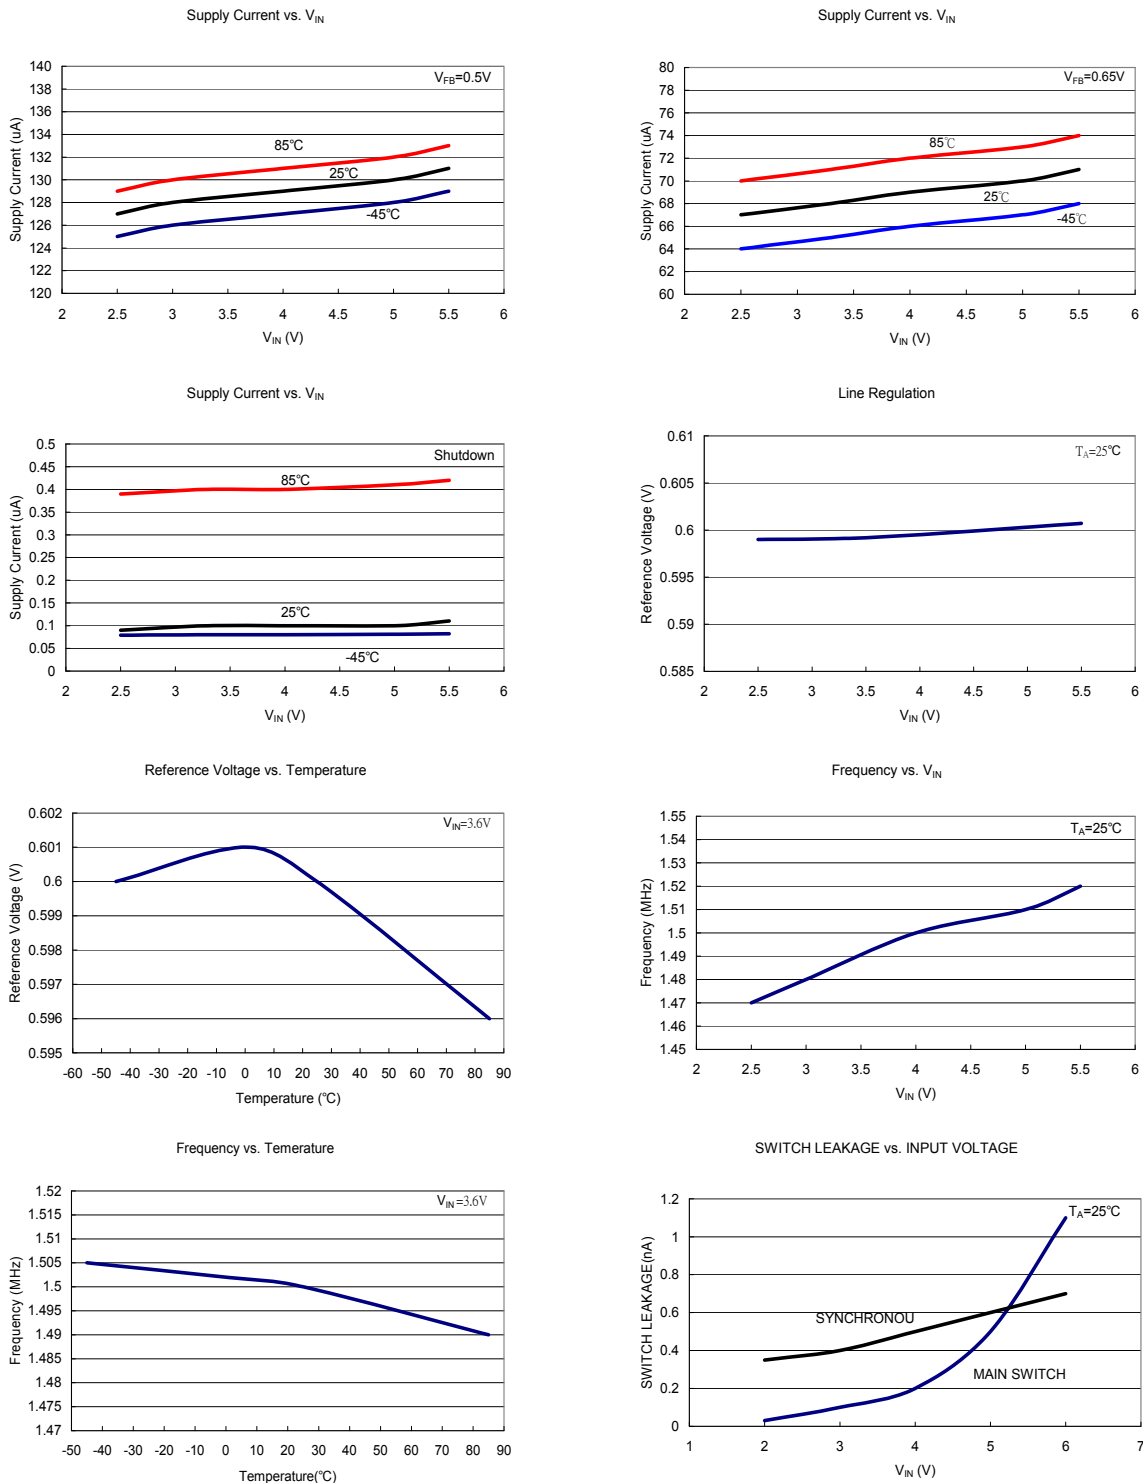 Supply Current vs. VIN
VFB=0.5V
Supply Current (uA)
140
138
136
134
132
130
128
126
124
122
120
85℃
25℃
-45℃
2 2.5 3 3.5 4 4.5 5 5.5 6
VIN (V)
Supply Current vs. VIN
VFB=0.65V
Supply Current (uA)
80
78
76
74
72
70
68
66
64
62
60
85℃
25℃
-45℃
2 2.5 3 3.5 4 4.5 5 5.5 6
VIN (V)
Supply Current vs. VIN
Shutdown
Supply Current (uA)
0.5
0.45
0.4
0.35
0.3
0.25
0.2
0.15
0.1
0.05
0
85℃
25℃
-45℃
2 2.5 3 3.5 4 4.5 5 5.5 6
VIN (V)
Line Regulation
TA=25℃
Reference Voltage (V)
0.61
0.605
0.6
0.595
0.59
0.585
2 2.5 3 3.5 4 4.5 5 5.5 6
VIN (V)
Reference Voltage vs. Temperature
VIN=3.6V
Reference Voltage (V)
0.602
0.601
0.6
0.599
0.598
0.597
0.596
0.595
-60 -50 -40 -30 -20 -10 0 10 20 30 40 50 60 70 80 90
Temperature (℃)
Frequency vs. VIN
TA=25℃
Frequency (MHz)
1.55
1.54
1.53
1.52
1.51
1.5
1.49
1.48
1.47
1.46
1.45
2 2.5 3 3.5 4 4.5 5 5.5 6
VIN (V)
Frequency vs. Temerature
VIN=3.6V
Frequency (MHz)
1.52
1.515
1.51
1.505
1.5
1.495
1.49
1.485
1.48
1.475
1.47
-50 -40 -30 -20 -10 0 10 20 30 40 50 60 70 80 90
Temperature(℃)
SWITCH LEAKAGE vs. INPUT VOLTAGE
TA=25℃
SWITCH LEAKAGE(nA)
1.2
1
0.8
0.6
0.4
0.2
0
SYNCHRONOU
MAIN SWITCH
1 2 3 4 5 6 7
VIN (V)